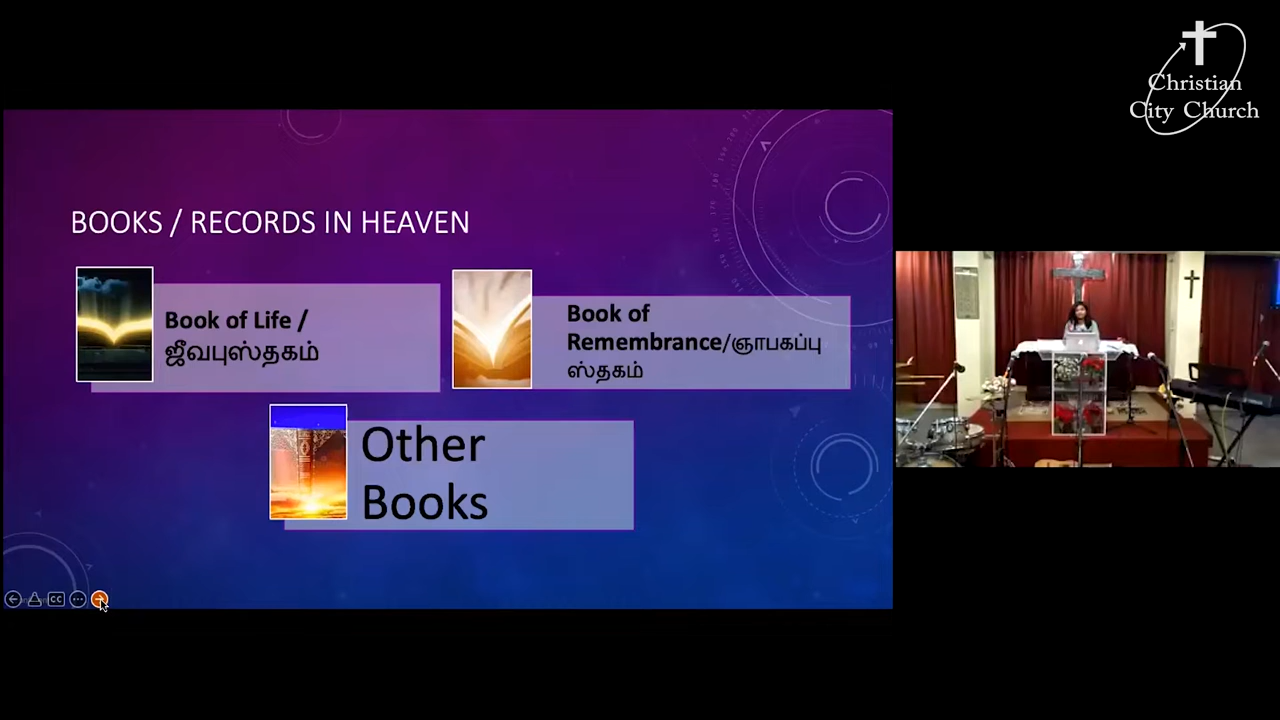 Christian
City Church
BOOKS / RECORDS IN HEAVEN
Book of Life /
ஜீவபுஸ்தகம்
Book of
Remembrance/ஞாபகப்பு
ஸ்தகம்
Other
Books
CC